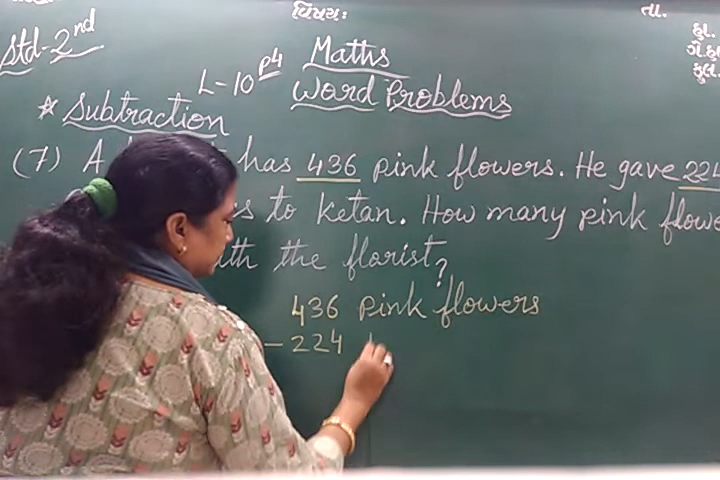 વિષય: તા.
Std-2nd Maths હા.
L-10 P4 Word Problems
* Subtraction
(7) A has 436 pink flowers. He gave 224
to Ketan. How many pink
with the florist?
436 pink flowers
- 224